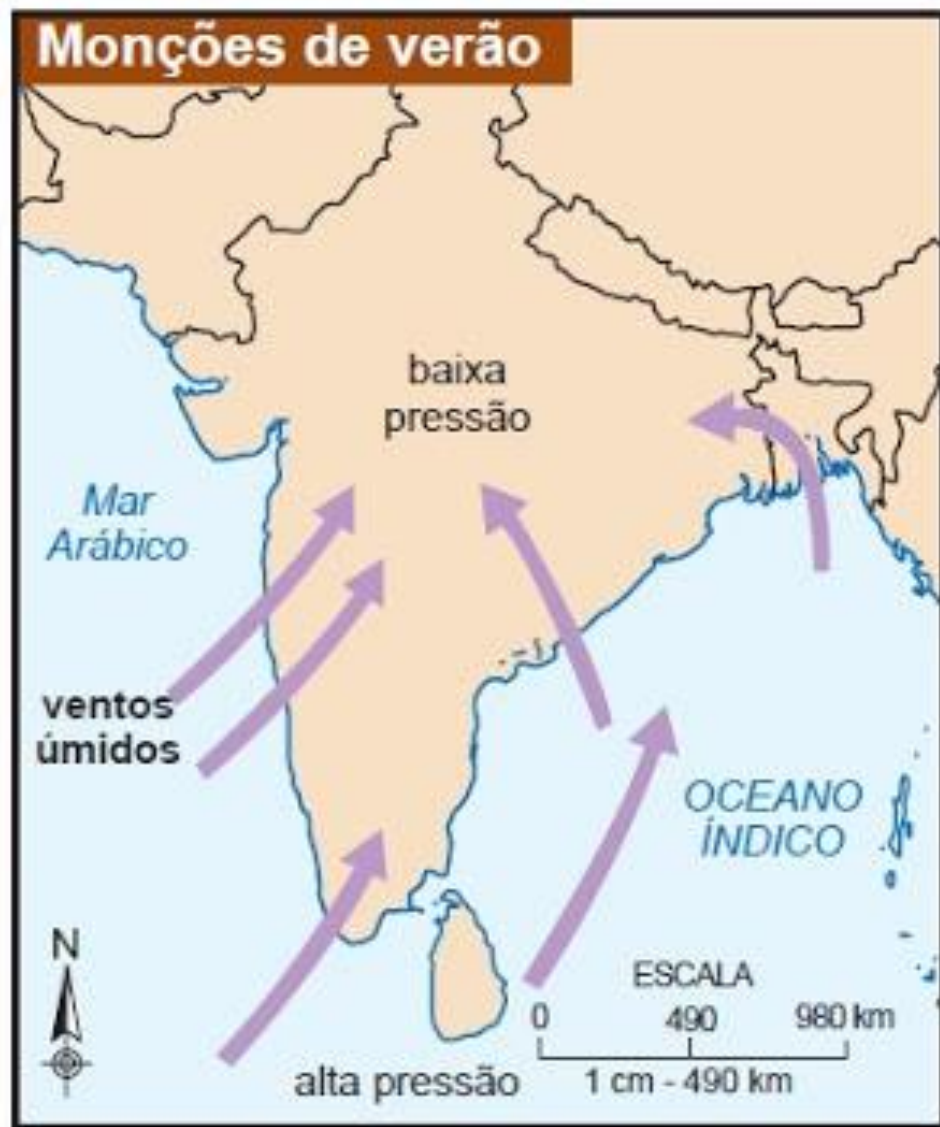 Monções de verão
baixa
pressão
Mar
Arábico
ventos
úmidos
OCEANO
ÍNDICO
N
ESCALA
0 490 980 km
1 cm - 490 km
alta pressão